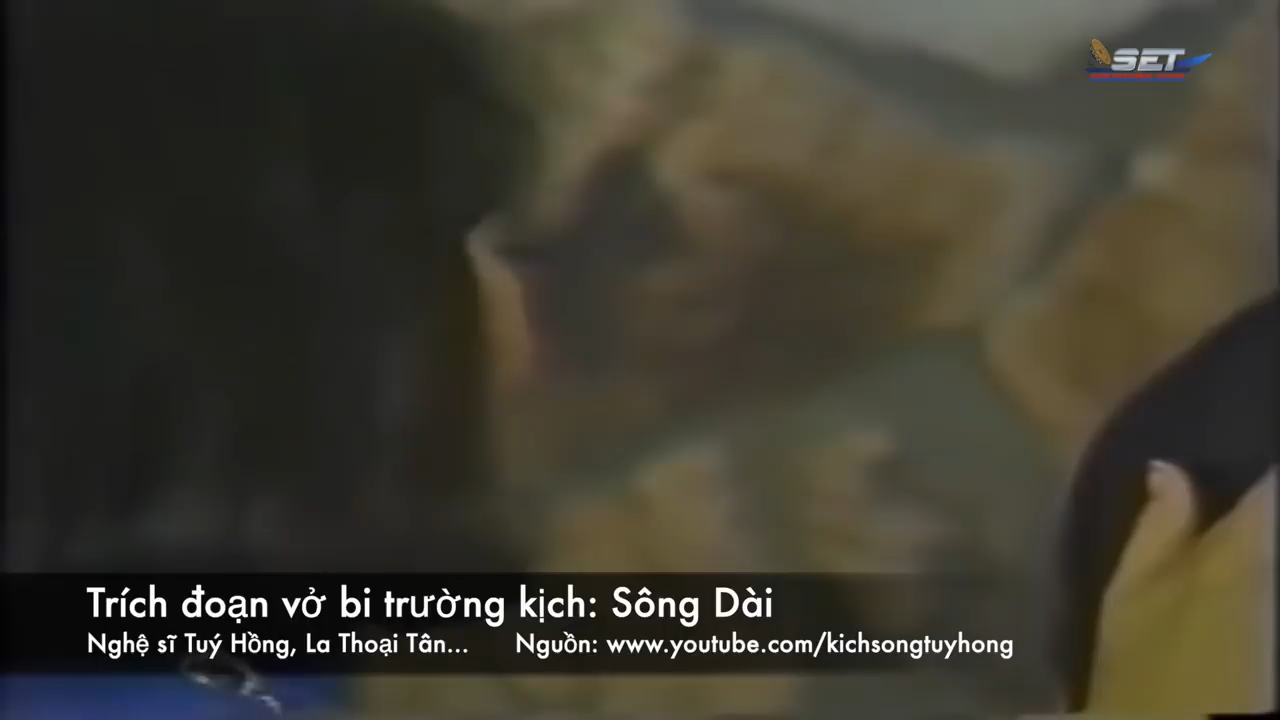 SET
Trích đoạn vở bi trường kịch: Sông Dài
Nghệ sĩ Tuý Hồng, La Thoại Tân... Nguồn: www.youtube.com/kichsongtuyhong